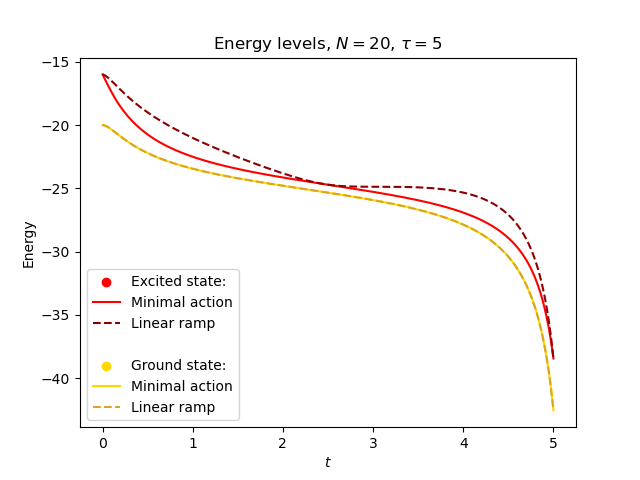 Energy levels, N = 20, τ = 5
−15
−20
−25
−30
−35
−40
Energy
Excited state:
Minimal action
Linear ramp
Ground state:
Minimal action
Linear ramp
0 1 2 3 4 5
t